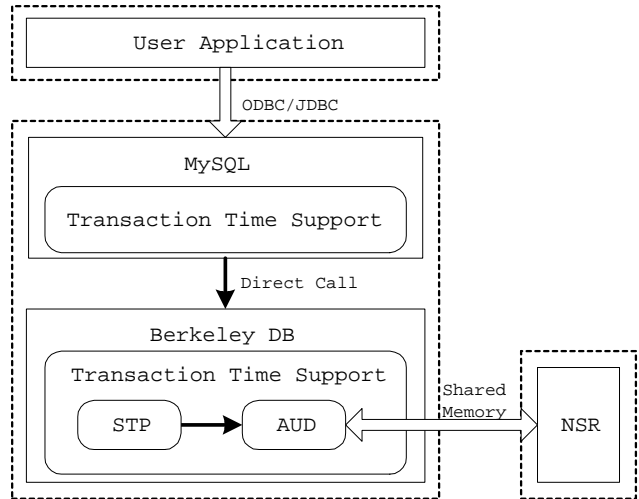 User Application
ODBC/JDBC
MySQL
Transaction Time Support
Direct Call
Berkeley DB
Transaction Time Support
STP
AUD
Shared
Memory
NSR